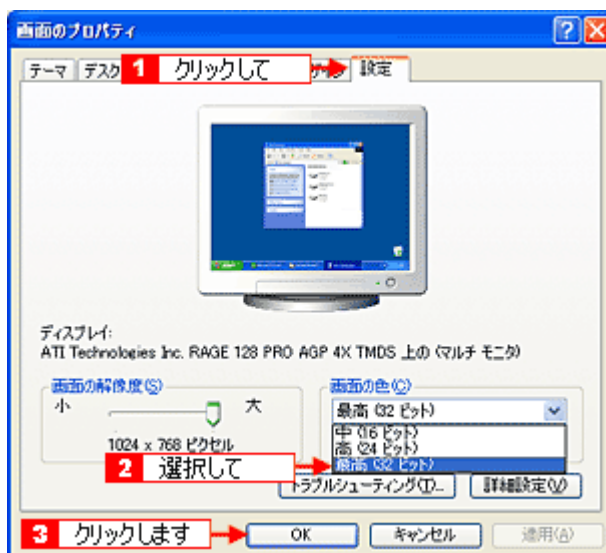 画面のプロパティ
テーマ デスク 1 クリックして ザイン 設定
ディスプレイ:
ATI Technologies Inc. RAGE 128 PRO AGP 4X TMDS 上の (マルチ モニタ)
画面の解像度(S)
小 大
1024 x 768 ピクセル
画面の色(C)
最高 (32 ビット)
中 (16 ビット)
高 (24 ビット)
最高 (32 ビット)
2 選択して
トラブルシューティング(T)... 詳細設定(V)
3 クリックします OK キャンセル 適用(A)